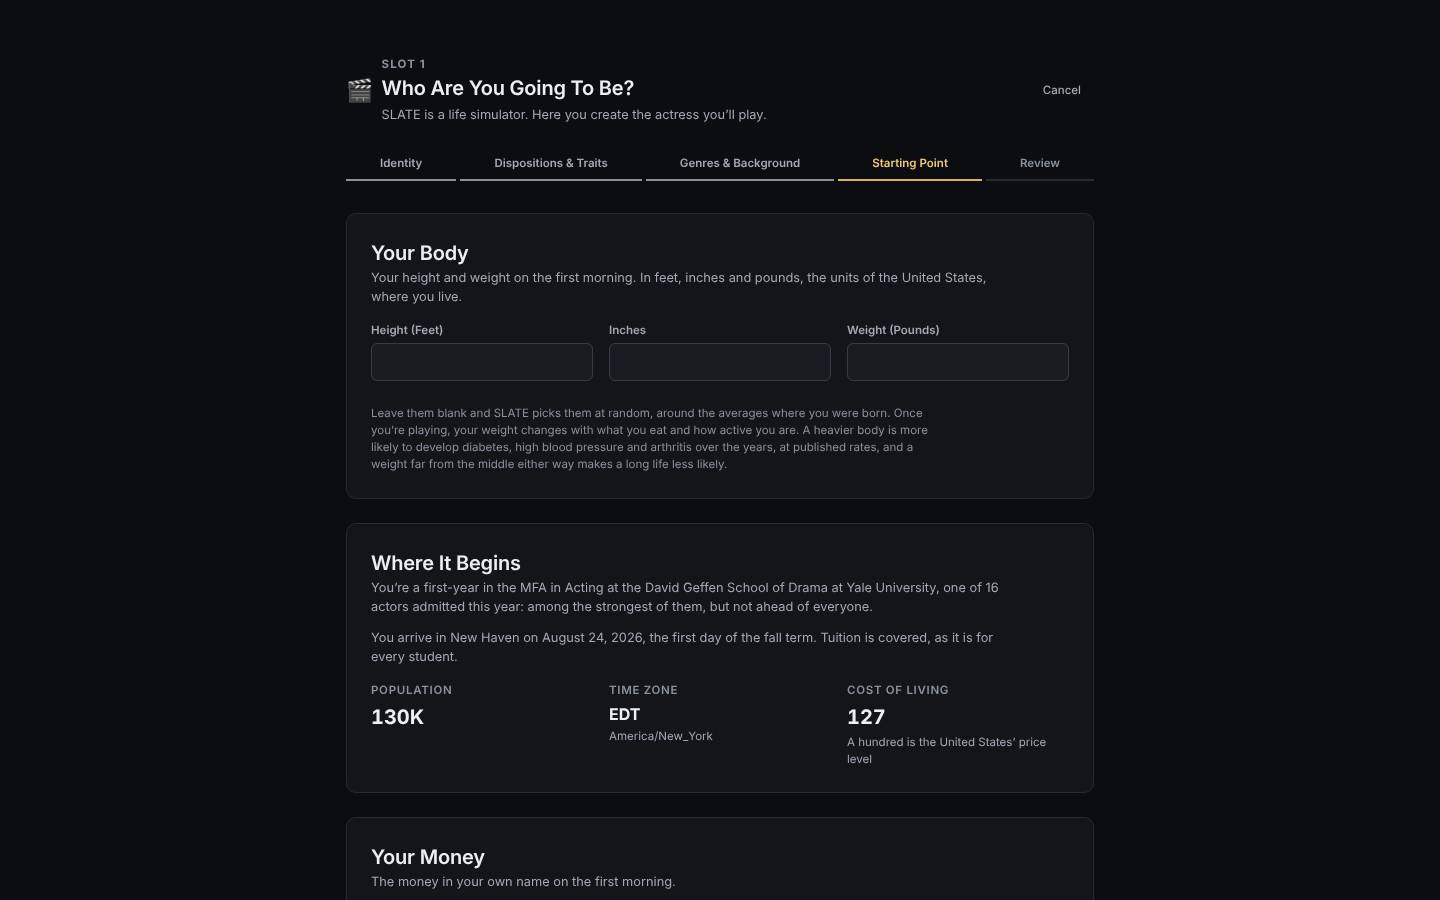 SLOT 1
Who Are You Going To Be?
Cancel
SLATE is a life simulator. Here you create the actress you’ll play.
Identity
Dispositions & Traits
Genres & Background
Starting Point
Review
Your Body
Your height and weight on the first morning. In feet, inches and pounds, the units of the United States,
where you live.
Height (Feet)
Inches
Weight (Pounds)
Leave them blank and SLATE picks them at random, around the averages where you were born. Once
you’re playing, your weight changes with what you eat and how active you are. A heavier body is more
likely to develop diabetes, high blood pressure and arthritis over the years, at published rates, and a
weight far from the middle either way makes a long life less likely.
Where It Begins
You’re a first-year in the MFA in Acting at the David Geffen School of Drama at Yale University, one of 16
actors admitted this year: among the strongest of them, but not ahead of everyone.
You arrive in New Haven on August 24, 2026, the first day of the fall term. Tuition is covered, as it is for
every student.
POPULATION
130K
TIME ZONE
EDT
America/New_York
COST OF LIVING
127
A hundred is the United States’ price
level
Your Money
The money in your own name on the first morning.